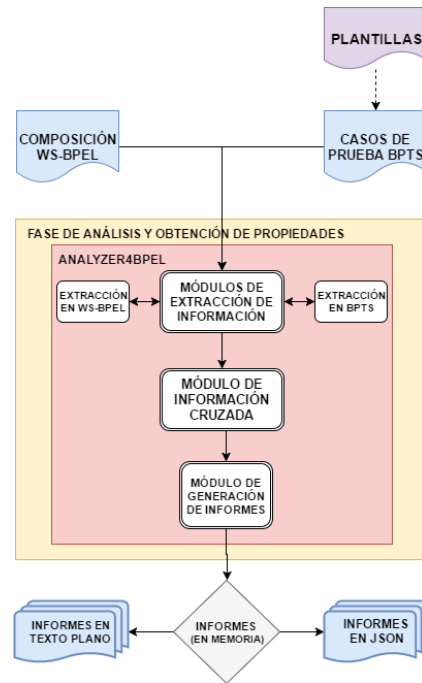 PLANTILLAS
COMPOSICIÓN
WS-BPEL
CASOS DE
PRUEBA BPTS
FASE DE ANÁLISIS Y OBTENCIÓN DE PROPIEDADES
ANALYZER4BPEL
EXTRACCIÓN
EN WS-BPEL
MÓDULOS DE
EXTRACCIÓN DE
INFORMACIÓN
EXTRACCIÓN
EN BPTS
MÓDULO DE
INFORMACIÓN
CRUZADA
MÓDULO DE
GENERACIÓN
DE INFORMES
INFORMES EN
TEXTO PLANO
INFORMES
(EN MEMORIA)
INFORMES
EN JSON